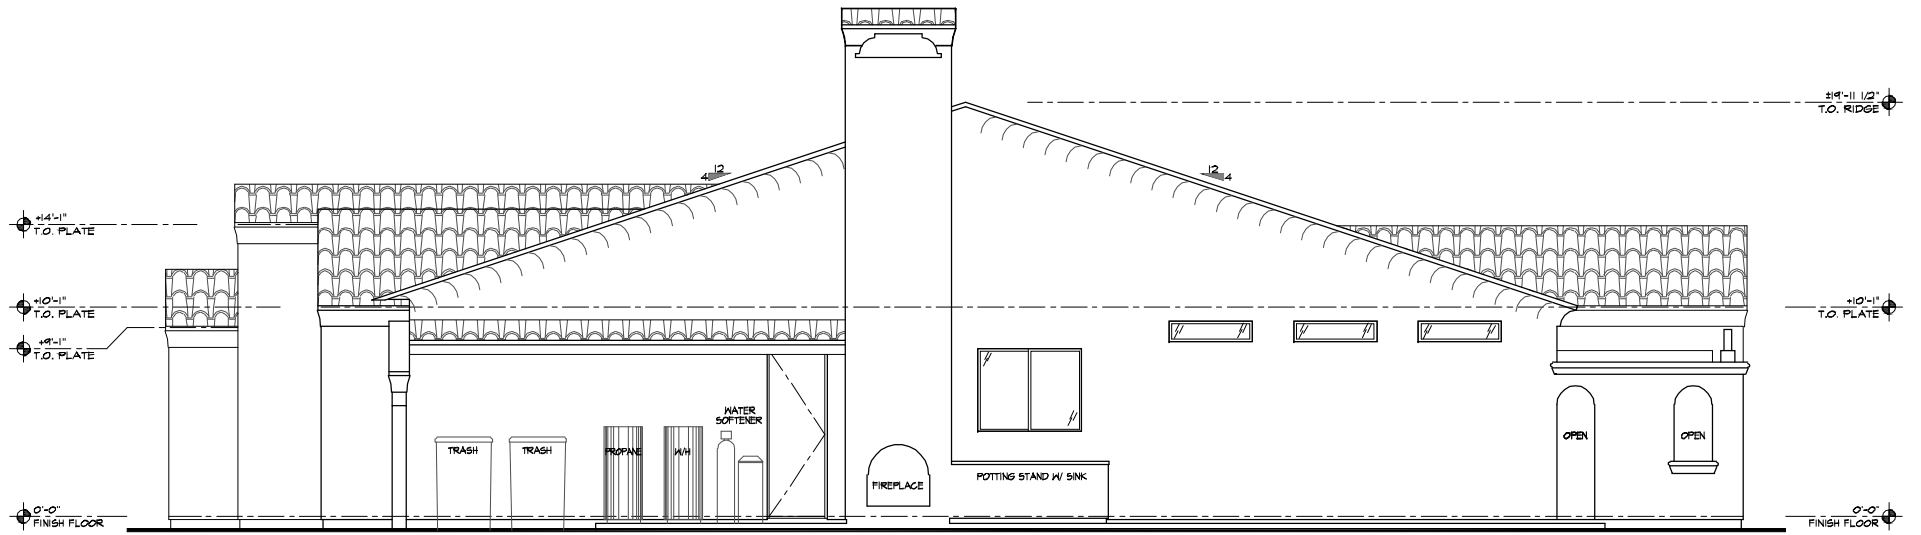 ±19'-11 1/2"
T.O. RIDGE
12
4
12
4
+14'-1"
T.O. PLATE
+10'-1"
T.O. PLATE
+10'-1"
T.O. PLATE
+9'-1"
T.O. PLATE
WATER
SOFTENER
TRASH
TRASH
PROPANE
W/H
FIREPLACE
POTTING STAND W/ SINK
OPEN
OPEN
0'-0"
FINISH FLOOR
0'-0"
FINISH FLOOR